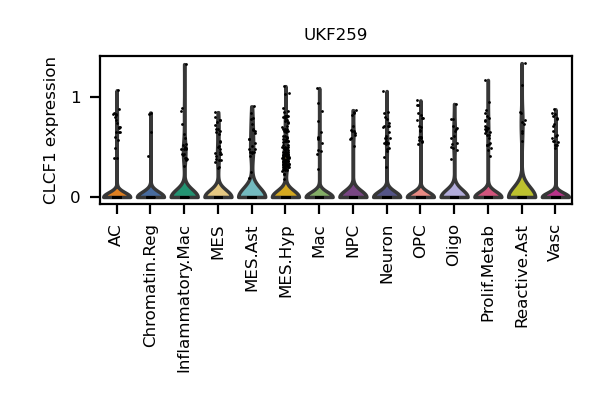 UKF259
CLCF1 expression
1
0
AC
Chromatin.Reg
Inflammatory.Mac
MES
MES.Ast
MES.Hyp
Mac
NPC
Neuron
OPC
Oligo
Prolif.Metab
Reactive.Ast
Vasc